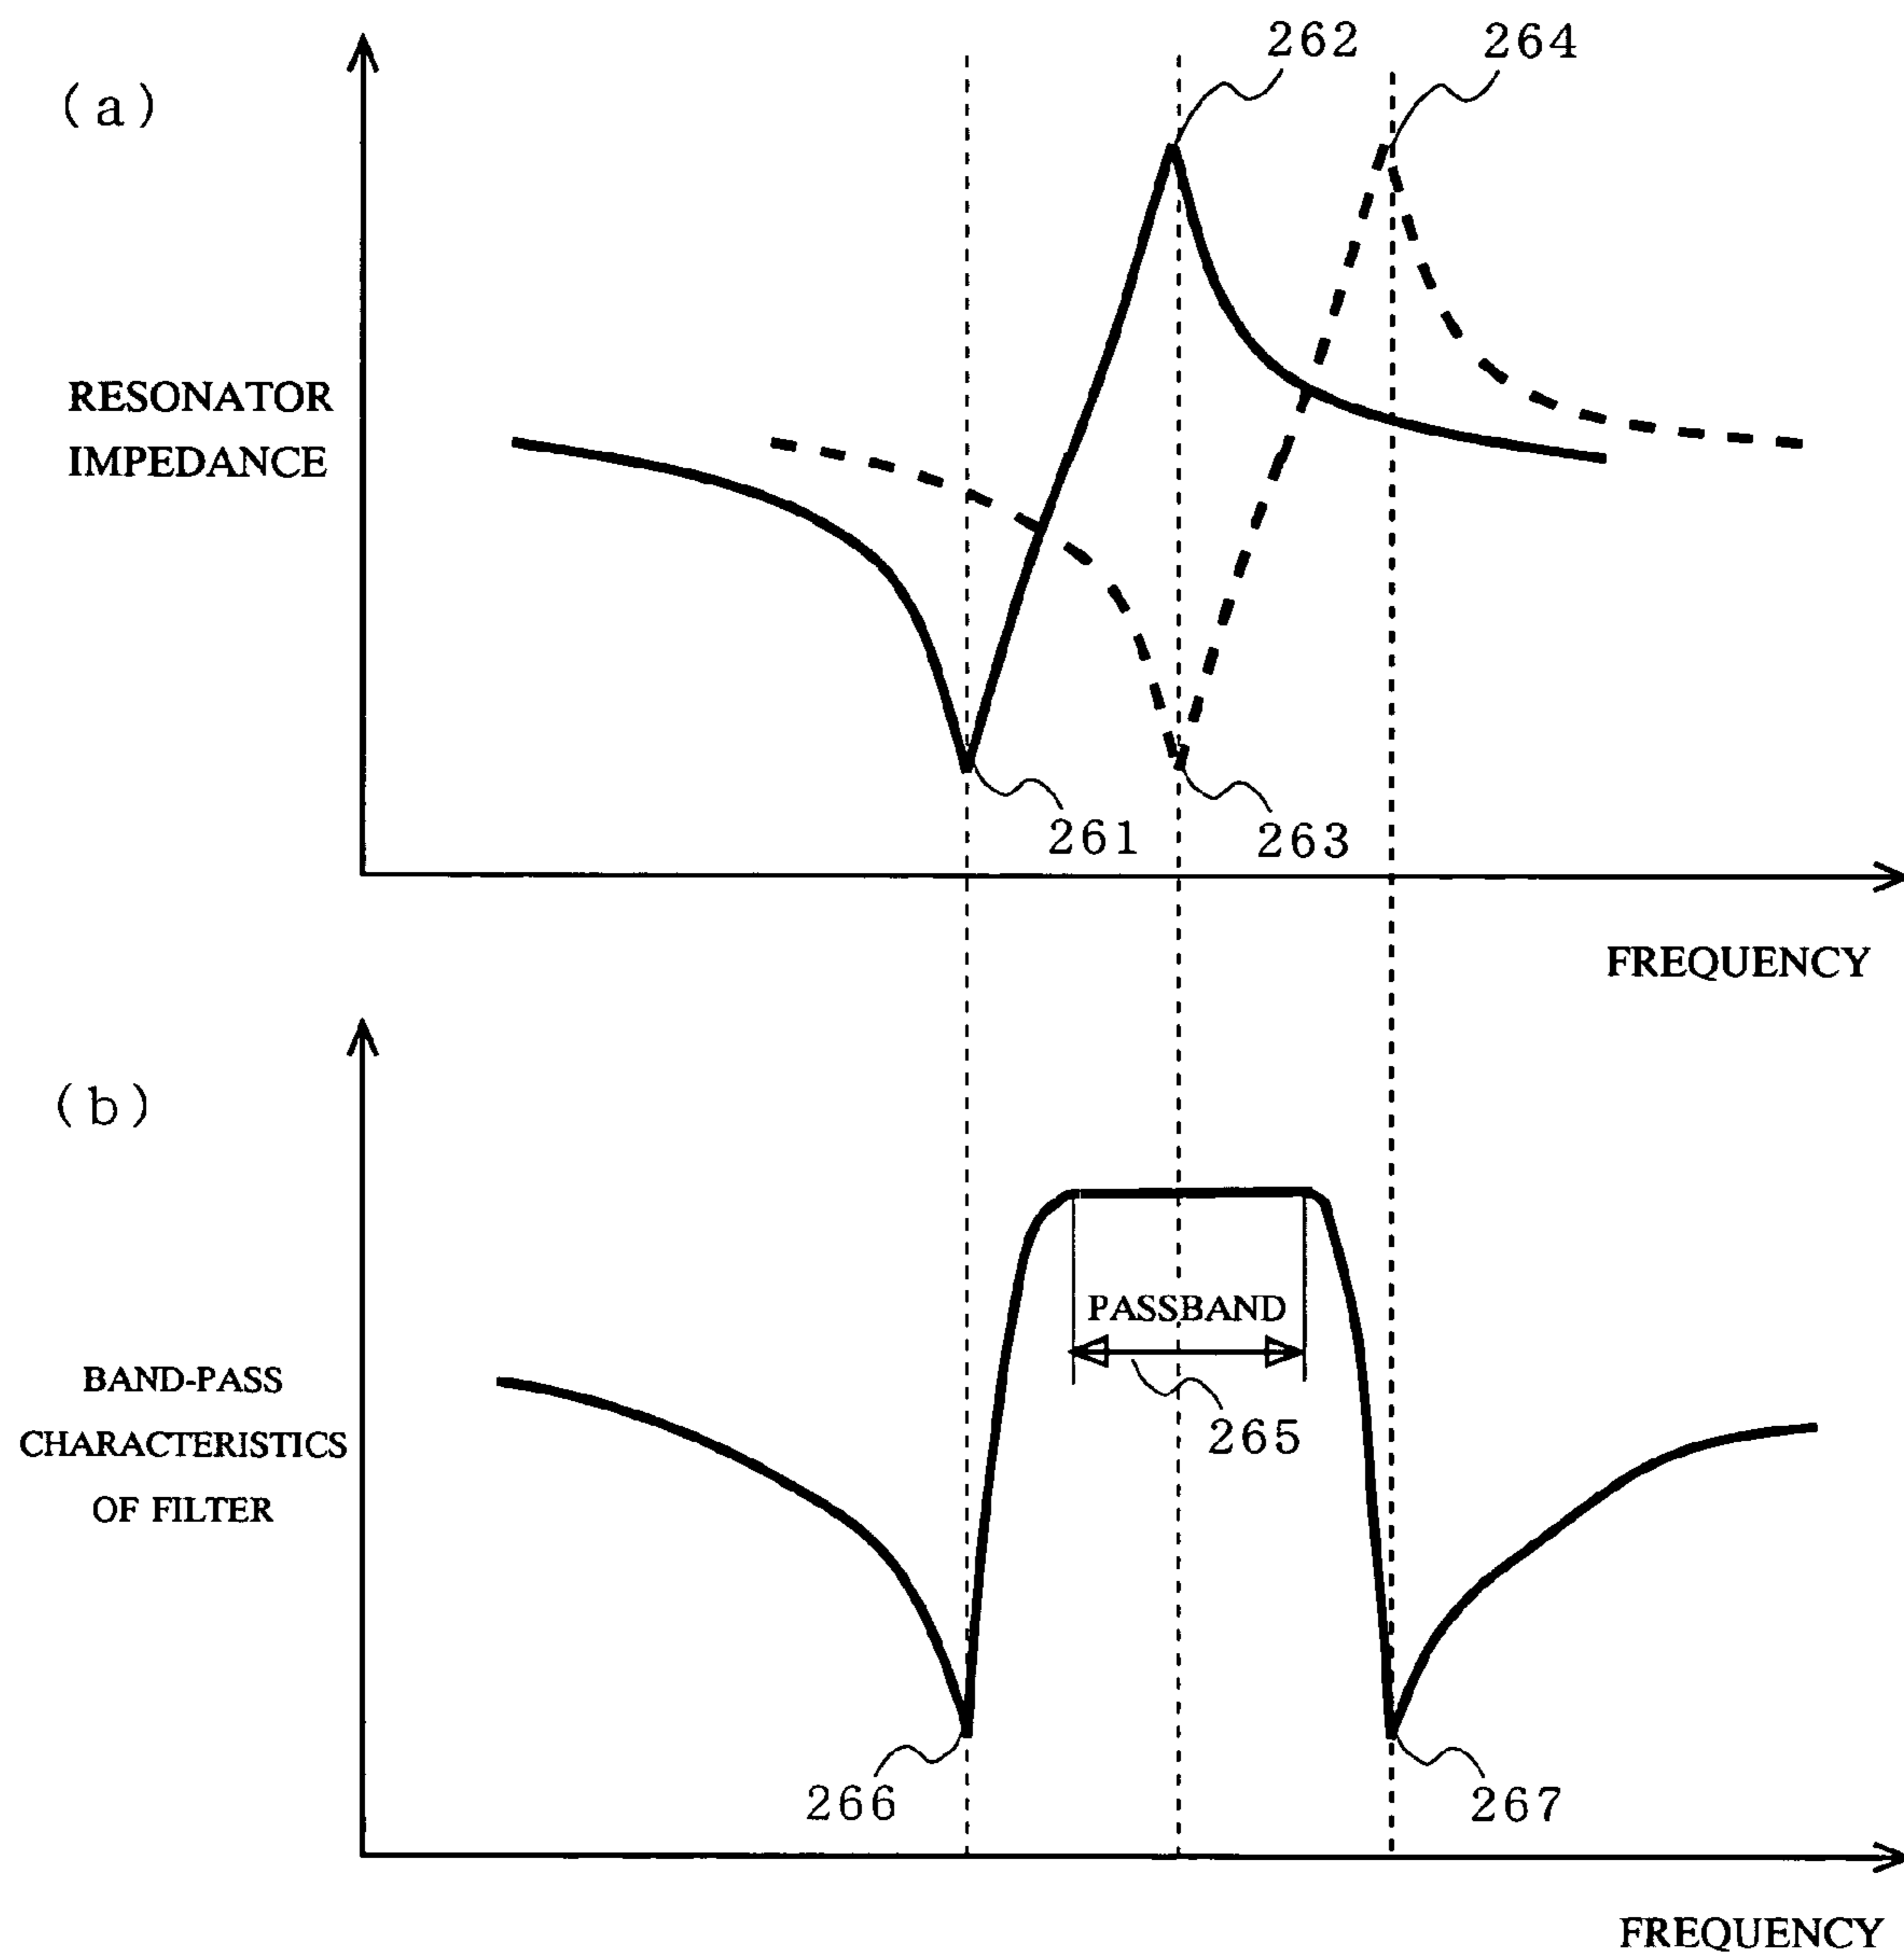 (a)
262
264
RESONATOR
IMPEDANCE
261
263
FREQUENCY
(b)
PASSBAND
265
BAND-PASS
CHARACTERISTICS
OF FILTER
266
267
FREQUENCY